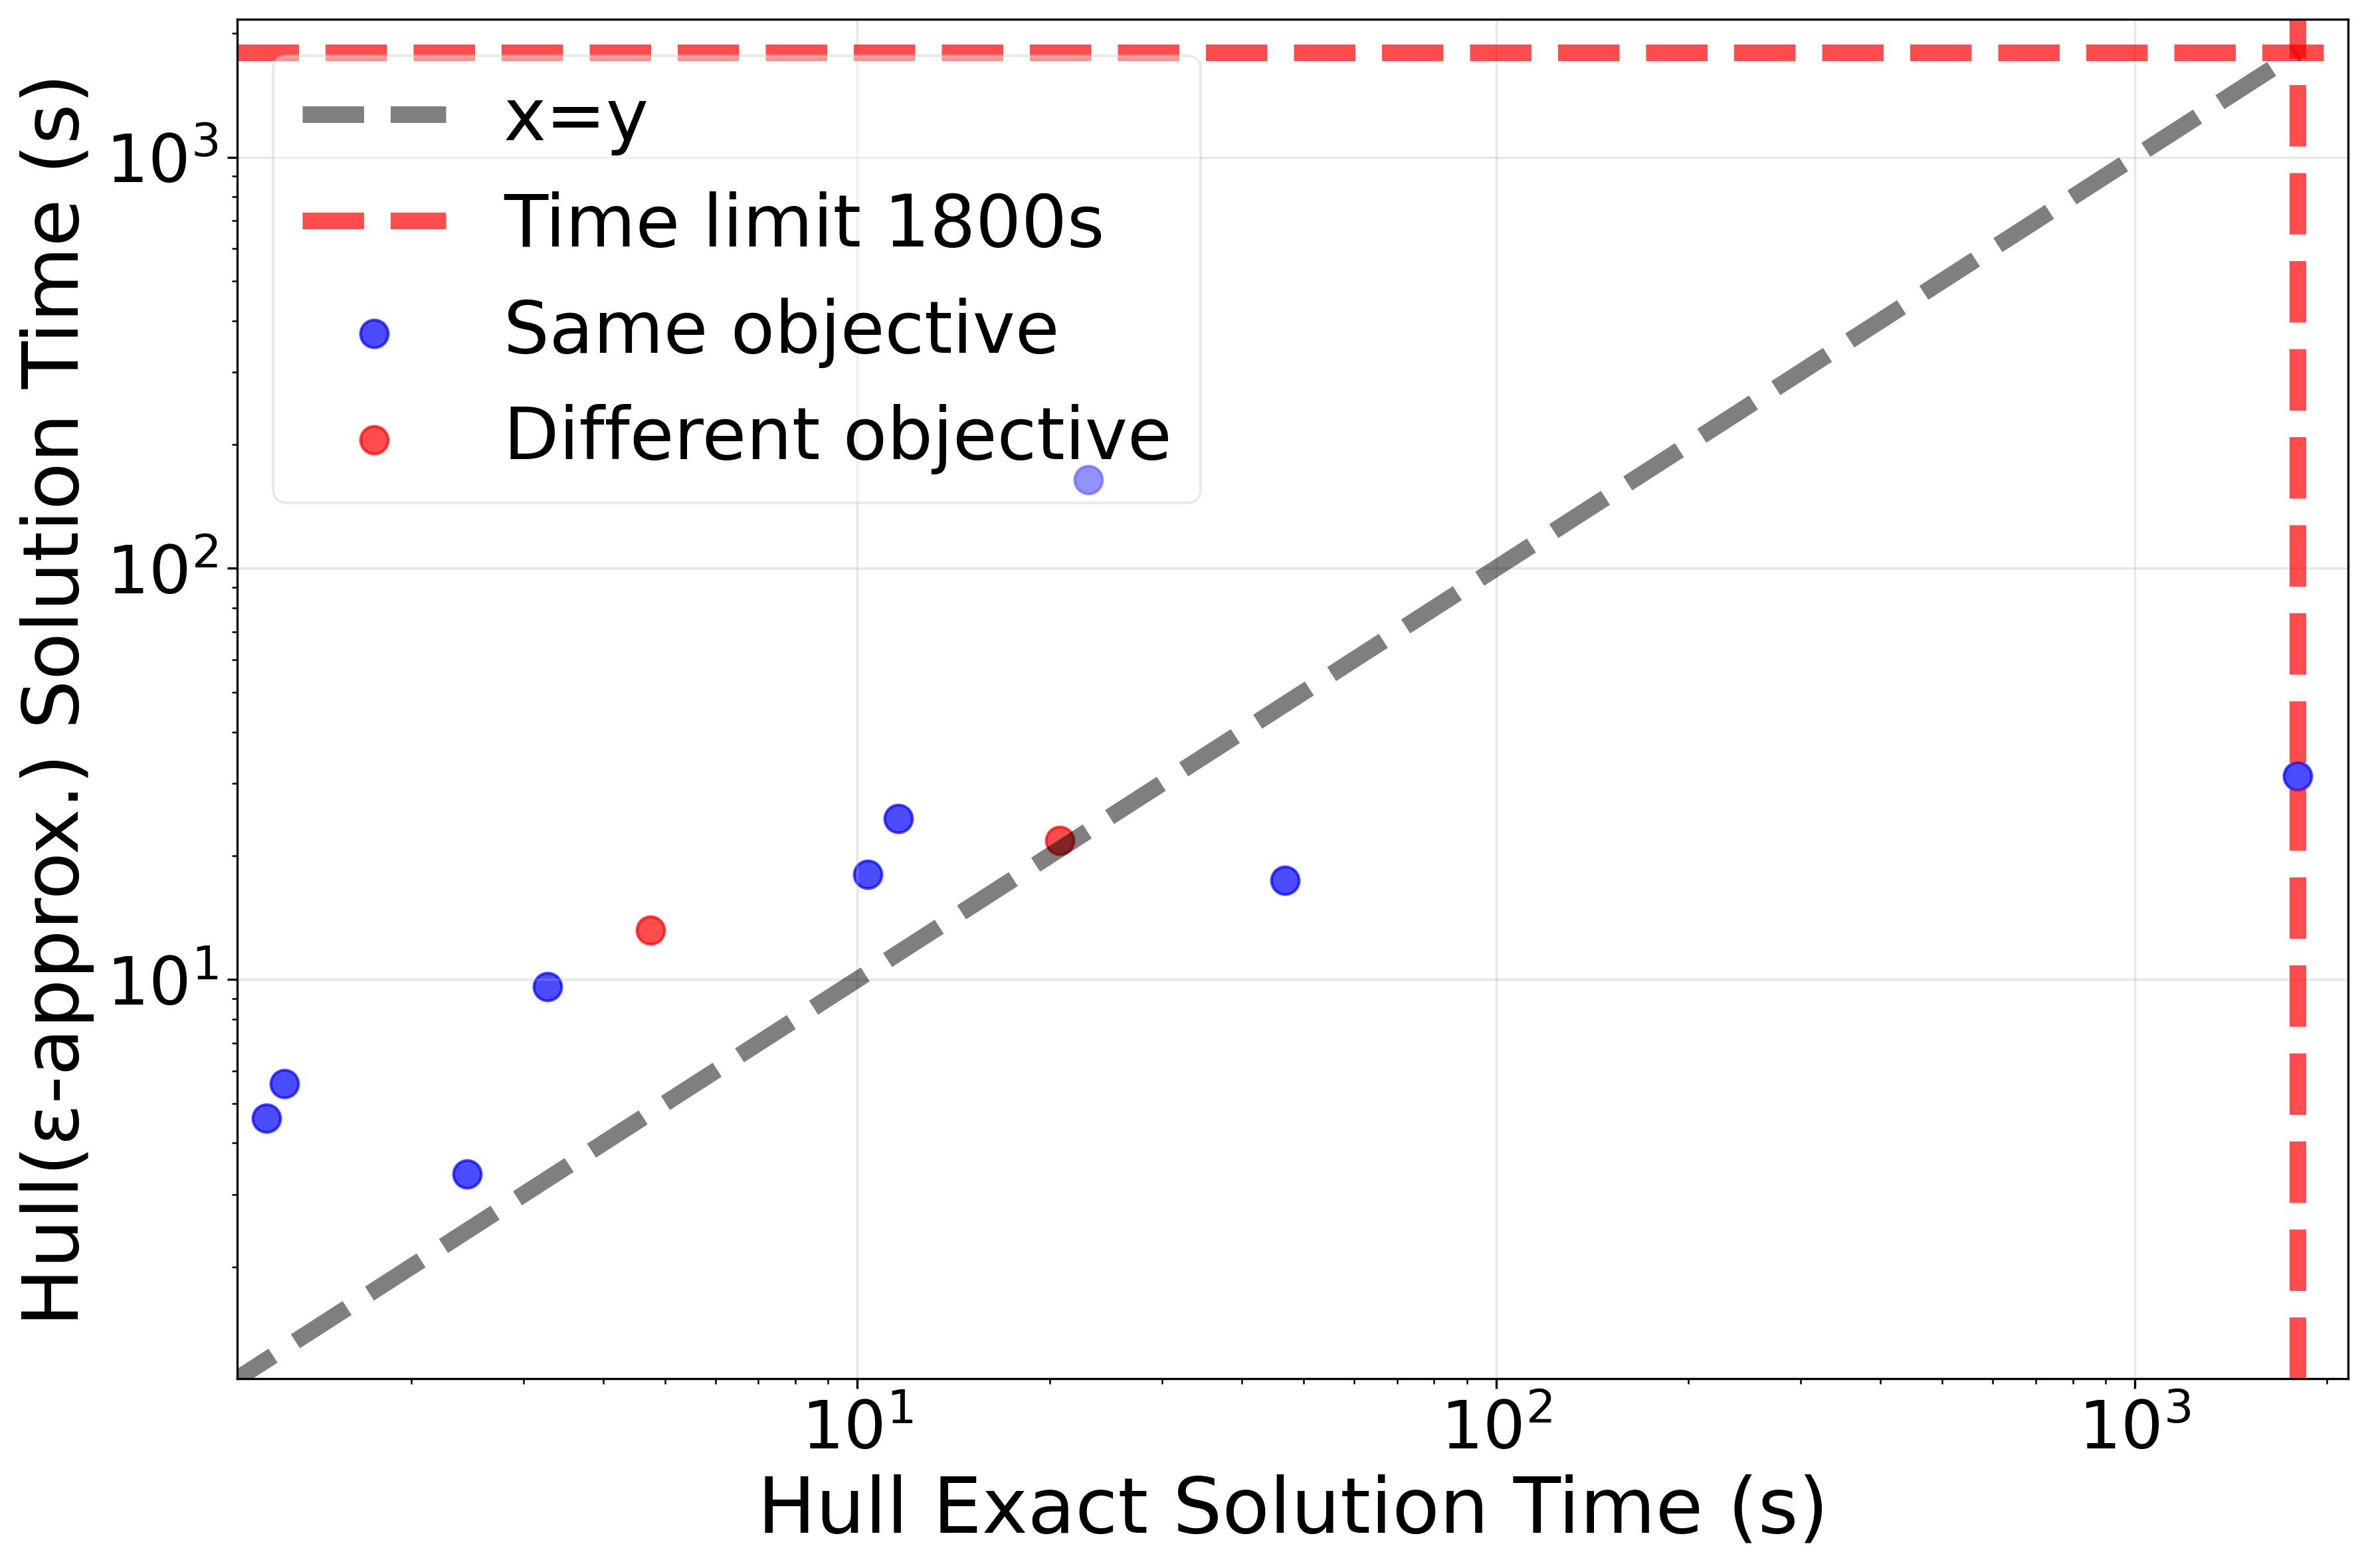 Hull(ε-approx.) Solution Time (s)
10³
10²
10¹
x=y
Time limit 1800s
Same objective
Different objective
10¹
10²
10³
Hull Exact Solution Time (s)